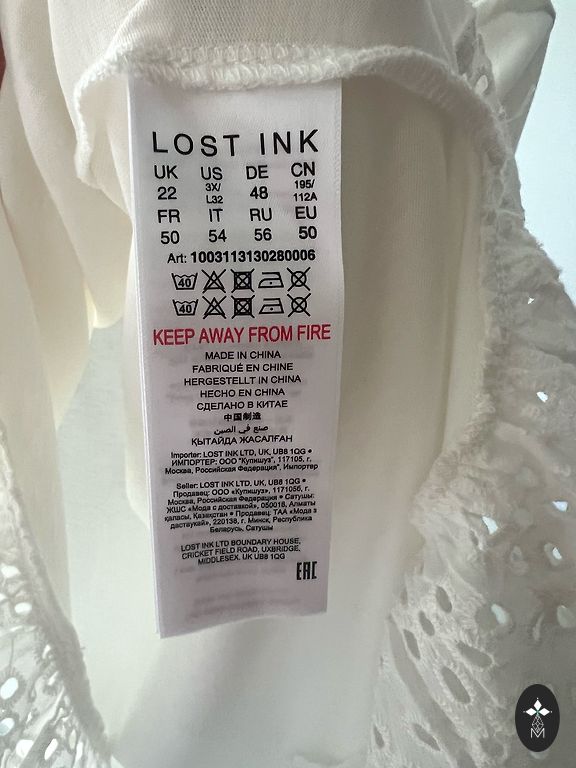 LOST INK
UK US DE CN
22 3X/ L32 48 195/ 112A
FR IT RU EU
50 54 56 50
Art: 1003113130280006
40
40
KEEP AWAY FROM FIRE
MADE IN CHINA
FABRIQUÉ EN CHINE
HERGESTELLT IN CHINA
HECHO EN CHINA
СДЕЛАНО В КИТАЕ
中国制造
صنع في الصين
ҚЫТАЙДА ЖАСАЛҒАН
Importer: LOST INK LTD, UK, UB8 1QG •
ИМПОРТЕР: ООО "Купишуз", 117105, г.
Москва, Российская Федерация", Импортер
Seller: LOST INK LTD, UK, UB8 1QG •
Продавец: ООО «Купишуз», 1171056, г.
Москва, Российская Федерация • Сатушы:
ЖШС «Мода с доставкой», 050018, Алматы
қаласы, Қазақстан • Продавец: ТАА «Мода з
дастаукай», 220138, г. Минск, Республика
Беларусь, Сатушы
LOST INK LTD BOUNDARY HOUSE,
CRICKET FIELD ROAD, UXBRIDGE,
MIDDLESEX. UK UB8 1QG
EAC
M